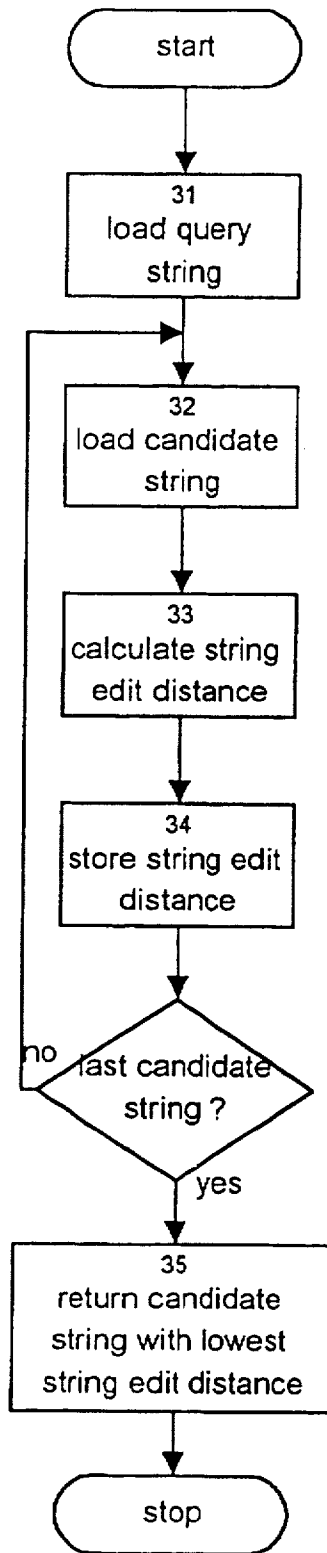 start
31
load query
string
32
load candidate
string
33
calculate string
edit distance
34
store string edit
distance
no
last candidate
string ?
yes
35
return candidate
string with lowest
string edit distance
stop